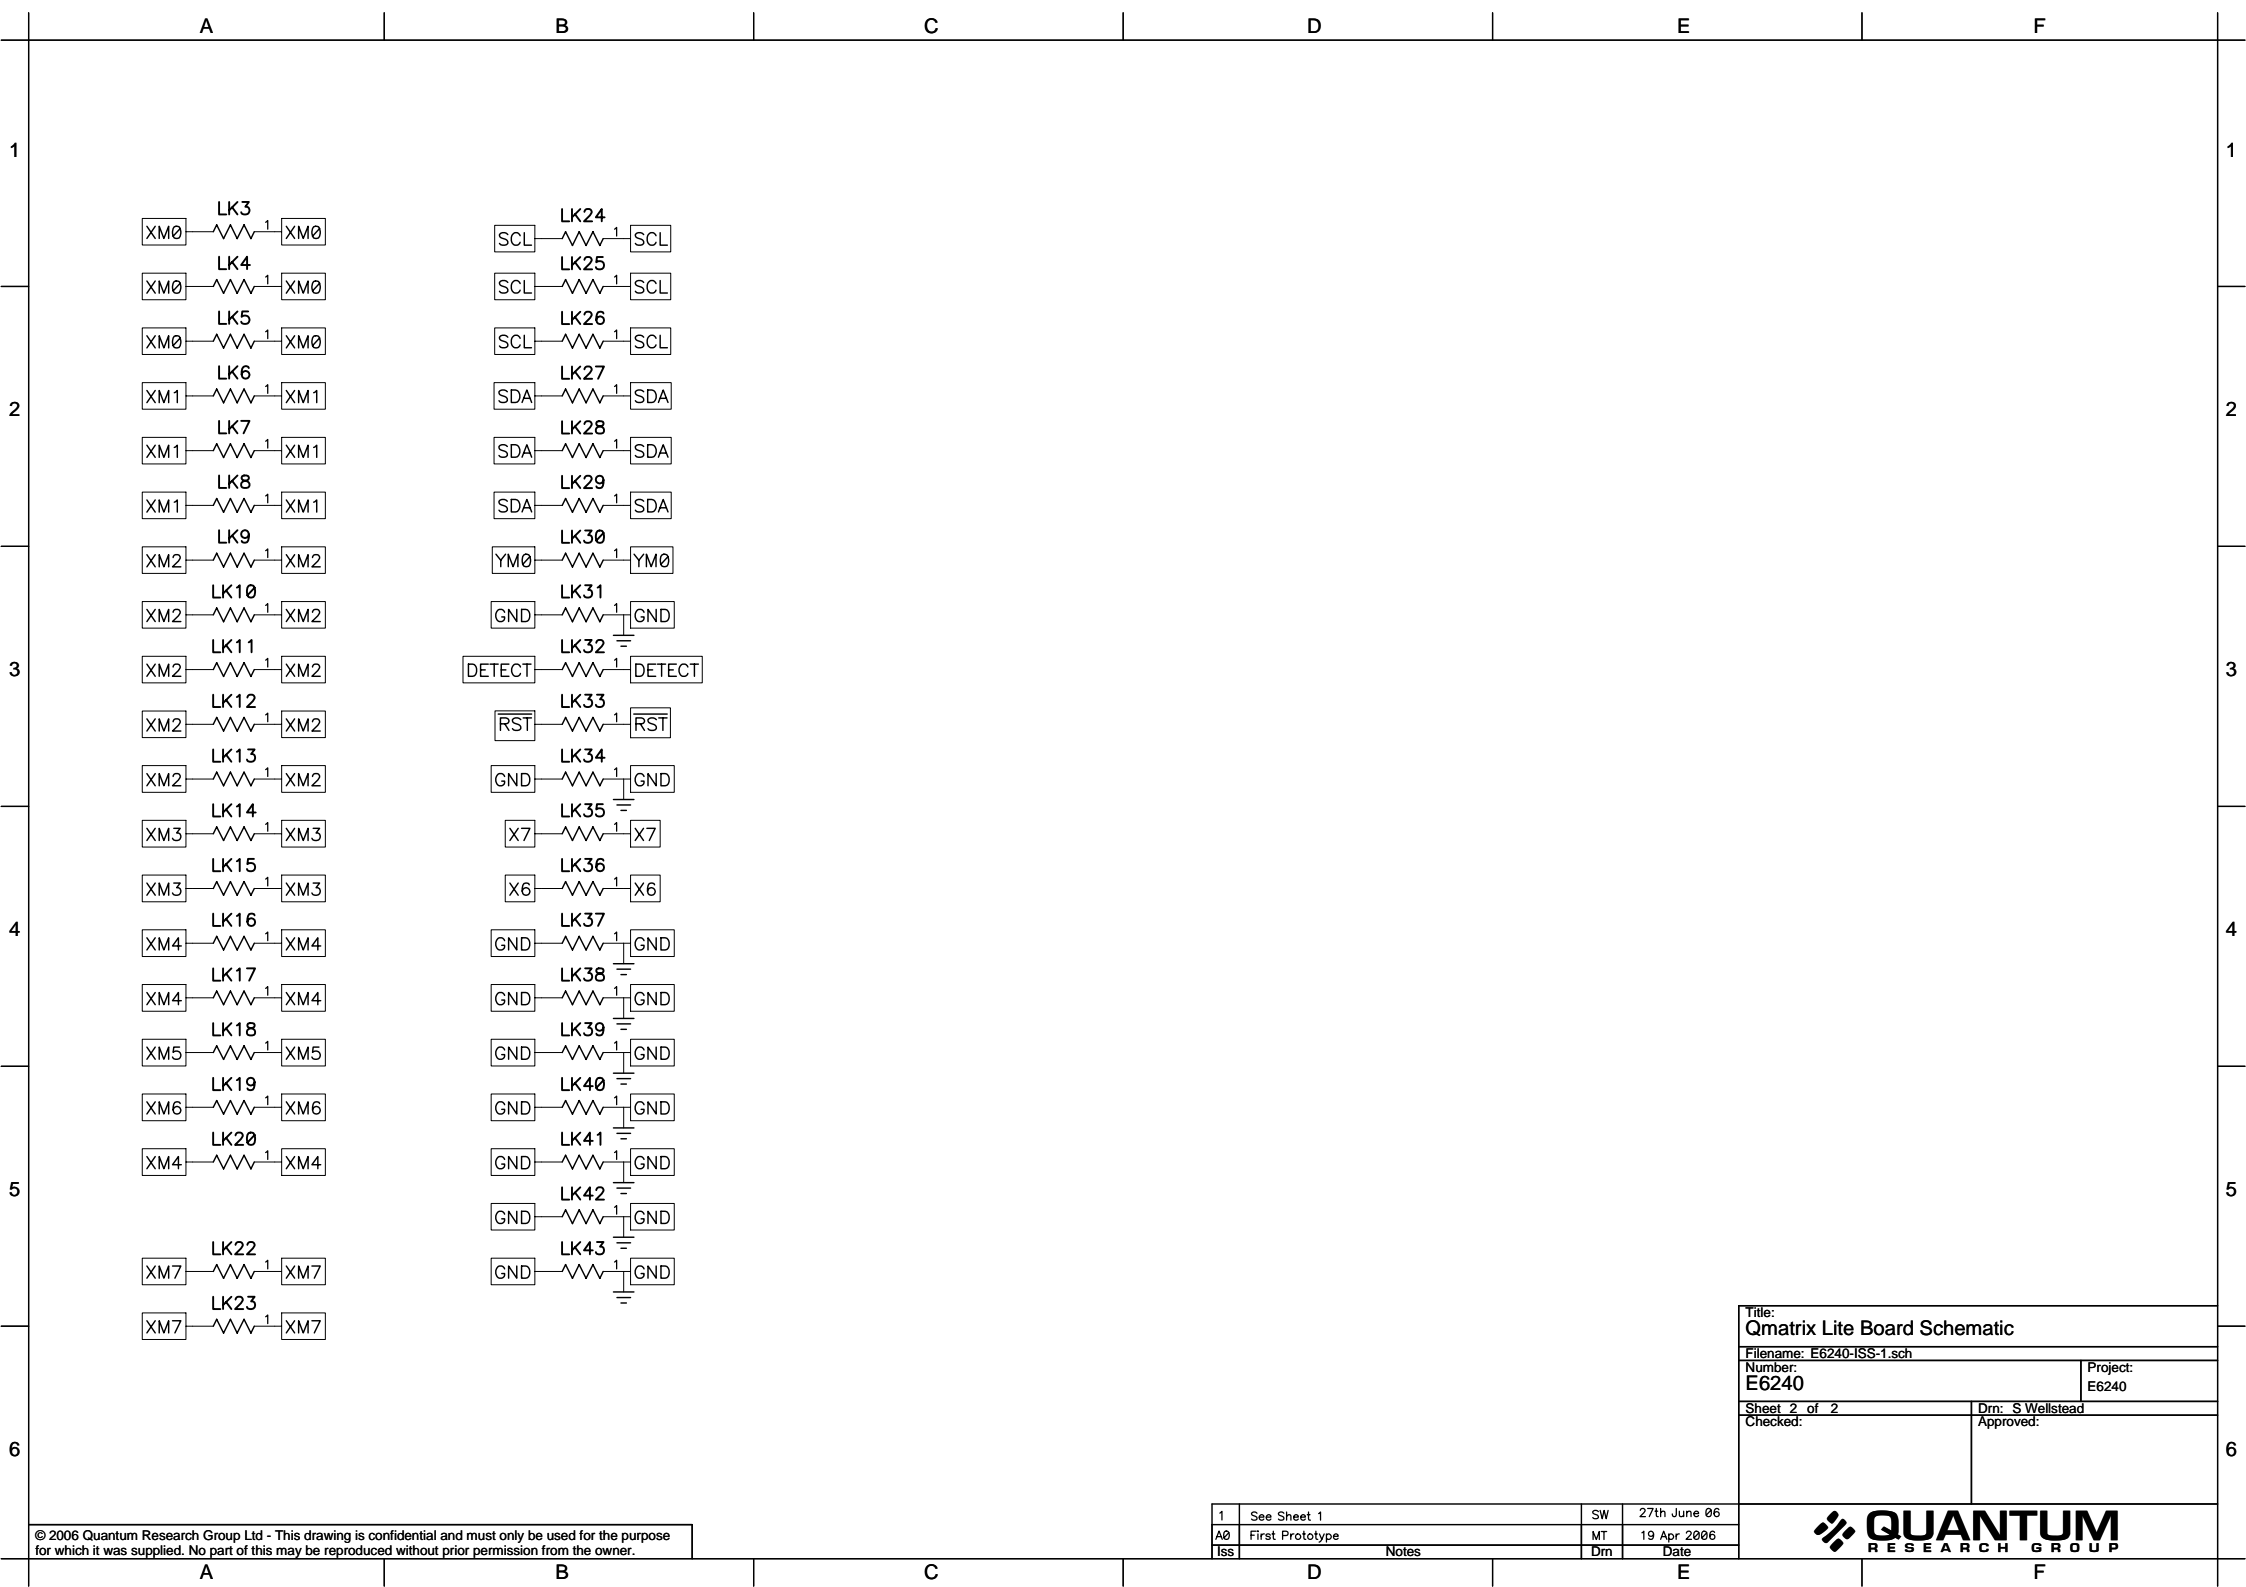 A B C D E F
1 1
LK3
XM0 1 XM0
LK4
XM0 1 XM0
LK5
XM0 1 XM0
LK6
XM1 1 XM1
LK7
XM1 1 XM1
LK8
XM1 1 XM1
LK9
XM2 1 XM2
LK10
XM2 1 XM2
LK11
XM2 1 XM2
LK12
XM2 1 XM2
LK13
XM2 1 XM2
LK14
XM3 1 XM3
LK15
XM3 1 XM3
LK16
XM4 1 XM4
LK17
XM4 1 XM4
LK18
XM5 1 XM5
LK19
XM6 1 XM6
LK20
XM4 1 XM4
LK22
XM7 1 XM7
LK23
XM7 1 XM7
LK24
SCL 1 SCL
LK25
SCL 1 SCL
LK26
SCL 1 SCL
LK27
SDA 1 SDA
LK28
SDA 1 SDA
LK29
SDA 1 SDA
LK30
YM0 1 YM0
LK31
GND 1 GND
LK32
DETECT 1 DETECT
LK33
RST 1 RST
LK34
GND 1 GND
LK35
X7 1 X7
LK36
X6 1 X6
LK37
GND 1 GND
LK38
GND 1 GND
LK39
GND 1 GND
LK40
GND 1 GND
LK41
GND 1 GND
LK42
GND 1 GND
LK43
GND 1 GND
2 2
3 3
4 4
5 5
6 6
Title:
Qmatrix Lite Board Schematic
Filename: E6240-ISS-1.sch
Number:
E6240
Project:
E6240
Sheet 2 of 2
Drn: S Wellstead
Checked:
Approved:
1 See Sheet 1 SW 27th June 06
A0 First Prototype MT 19 Apr 2006
Iss Notes Drn Date
QUANTUM
RESEARCH GROUP
© 2006 Quantum Research Group Ltd - This drawing is confidential and must only be used for the purpose
for which it was supplied. No part of this may be reproduced without prior permission from the owner.
A B C D E F